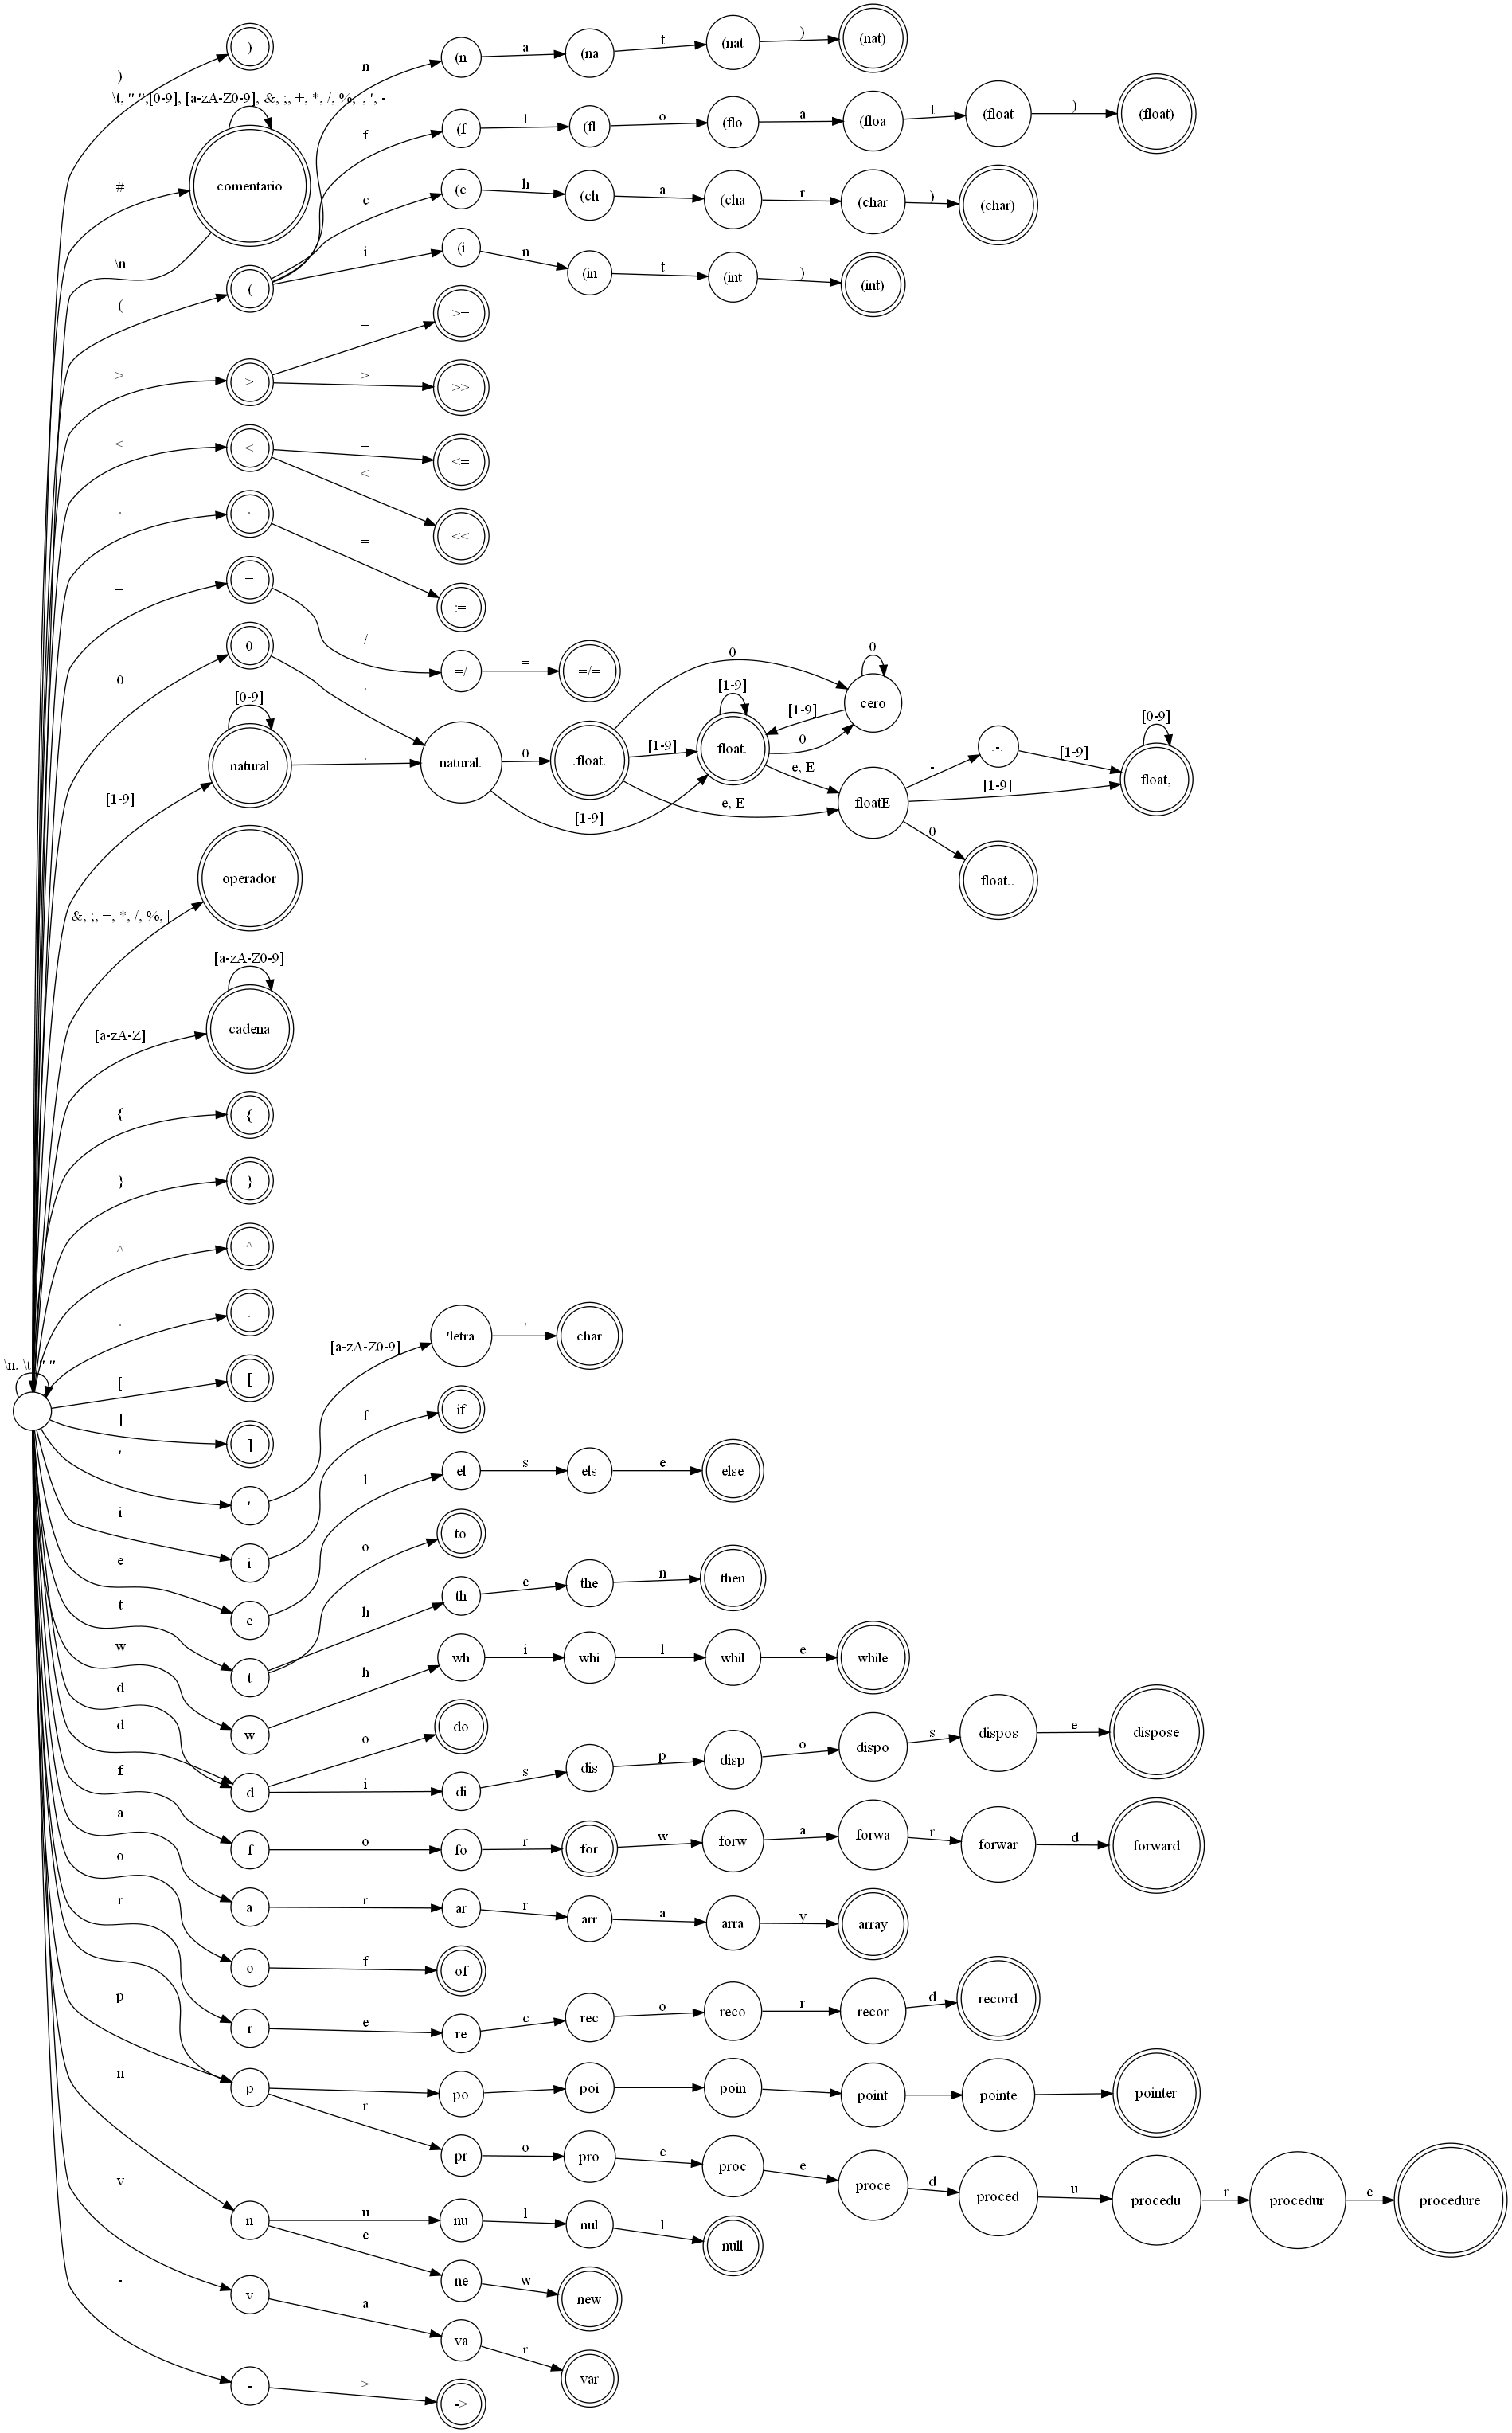 )
)
\t, " ",[0-9], [a-zA-Z0-9], &, ;, +, *, /, %, |, ', -
#
comentario
\n
(
(
n
(n
a
(na
t
(nat
)
(nat)
f
(f
l
(fl
o
(flo
a
(floa
t
(float
)
(float)
c
(c
h
(ch
a
(cha
r
(char
)
(char)
i
(i
n
(in
t
(int
)
(int)
>
>
=
>=
>
>>
<
<
=
<=
<
<<
:
:
=
:=
=
=
/
=/
=
=/=
0
0
.
[0-9]
[1-9]
natural
.
natural.
0
.float.
[1-9]
0
[1-9]
[1-9]
float.
e, E
0
cero
[1-9]
0
e, E
floatE
-
.-.
[1-9]
[1-9]
[0-9]
float,
0
float..
&, ;, +, *, /, %, |
operador
[a-zA-Z]
[a-zA-Z0-9]
cadena
{
{
}
}
^
^
.
.
\n, \t, " "
[
[
]
]
'
'
[a-zA-Z0-9]
'letra
'
char
i
i
f
if
e
e
l
el
s
els
e
else
t
t
o
to
h
th
e
the
n
then
w
w
h
wh
i
whi
l
whil
e
while
d
d
d
o
do
i
di
s
dis
p
disp
o
dispo
s
dispos
e
dispose
f
f
o
fo
r
for
w
forw
a
forwa
r
forwar
d
forward
a
a
r
ar
r
arr
a
arra
y
array
o
o
f
of
r
r
e
re
c
rec
o
reco
r
recor
d
record
p
p
po
poi
poin
point
pointe
pointer
r
pr
o
pro
c
proc
e
proce
d
proced
u
procedu
r
procedur
e
procedure
n
n
u
nu
l
nul
l
null
e
ne
w
new
v
v
a
va
r
var
-
-
>
->